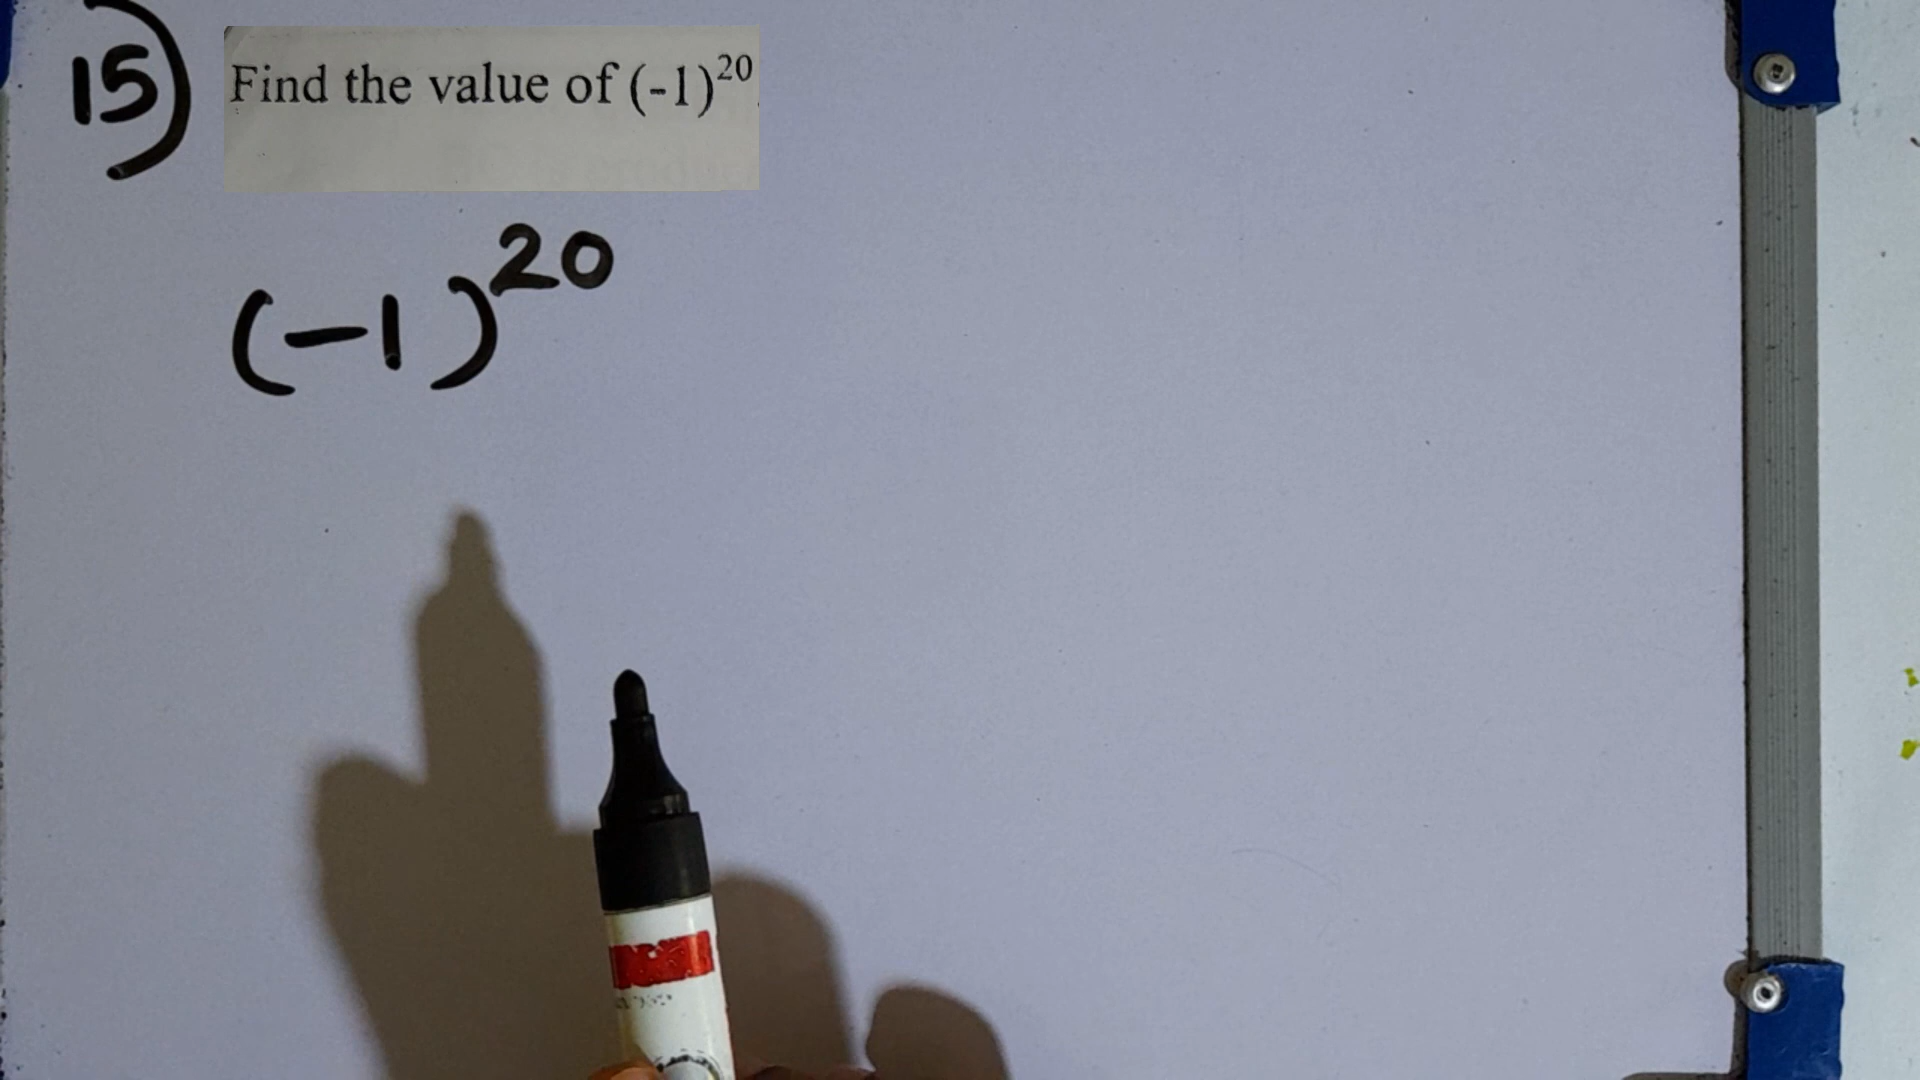 15) Find the value of (-1)²⁰
(-1)²⁰